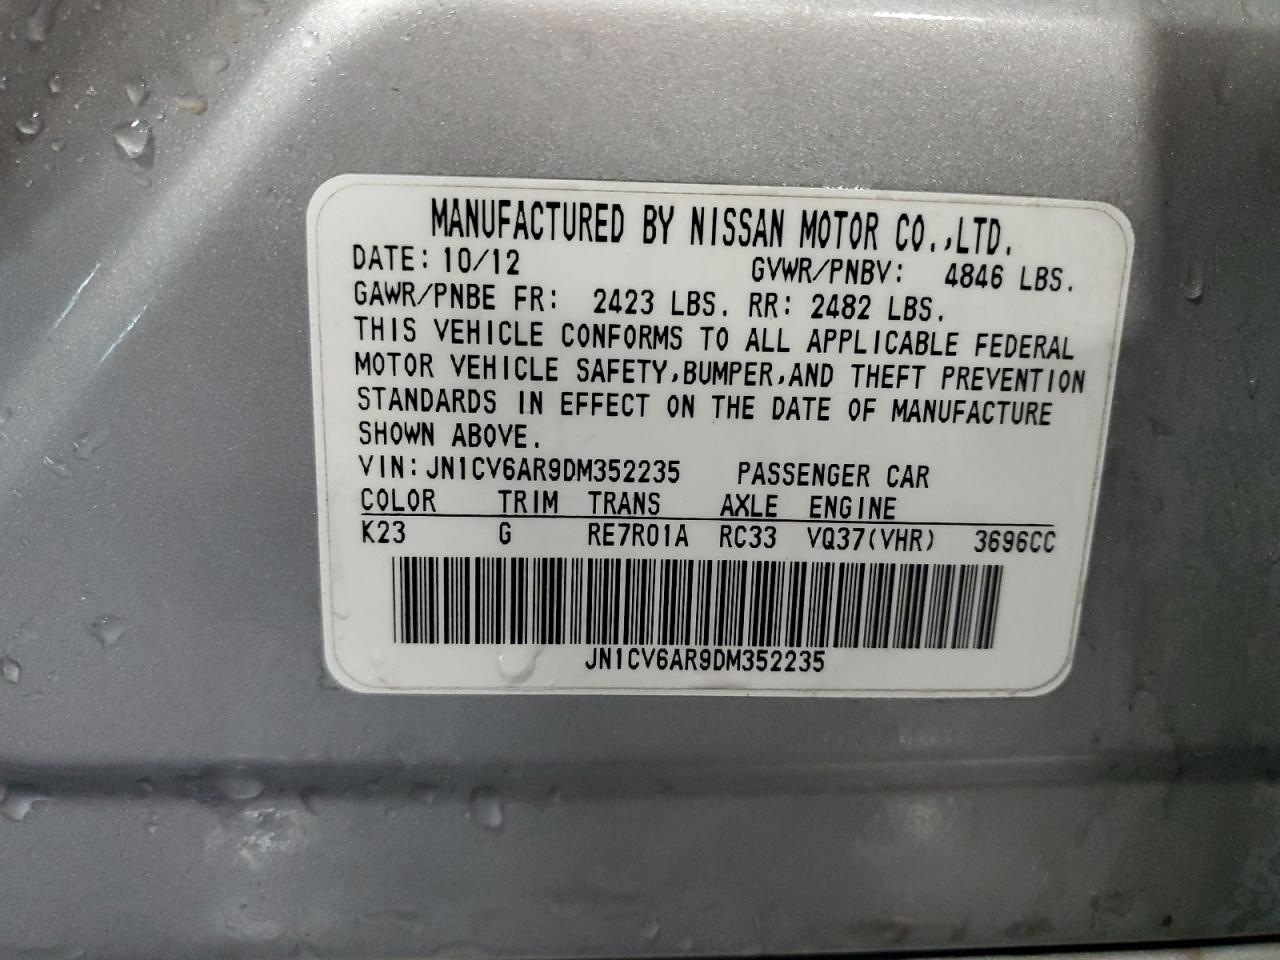 MANUFACTURED BY NISSAN MOTOR CO.,LTD.
DATE: 10/12 GVWR/PNBV: 4846 LBS.
GAWR/PNBE FR: 2423 LBS. RR: 2482 LBS.
THIS VEHICLE CONFORMS TO ALL APPLICABLE FEDERAL
MOTOR VEHICLE SAFETY,BUMPER,AND THEFT PREVENTION
STANDARDS IN EFFECT ON THE DATE OF MANUFACTURE
SHOWN ABOVE.
VIN: JN1CV6AR9DM352235 PASSENGER CAR
COLOR TRIM TRANS AXLE ENGINE
K23 G RE7R01A RC33 VQ37(VHR) 3696CC
JN1CV6AR9DM352235